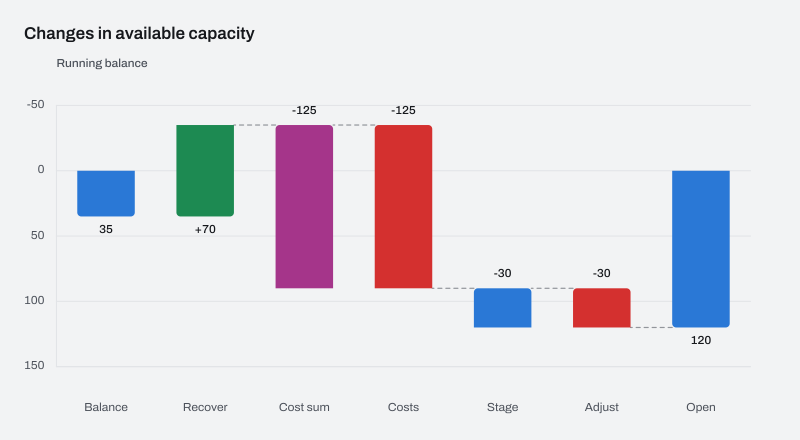 Changes in available capacity
Running balance
-50
0
50
100
150
35
+70
-125
-125
-30
-30
120
Balance
Recover
Cost sum
Costs
Stage
Adjust
Open